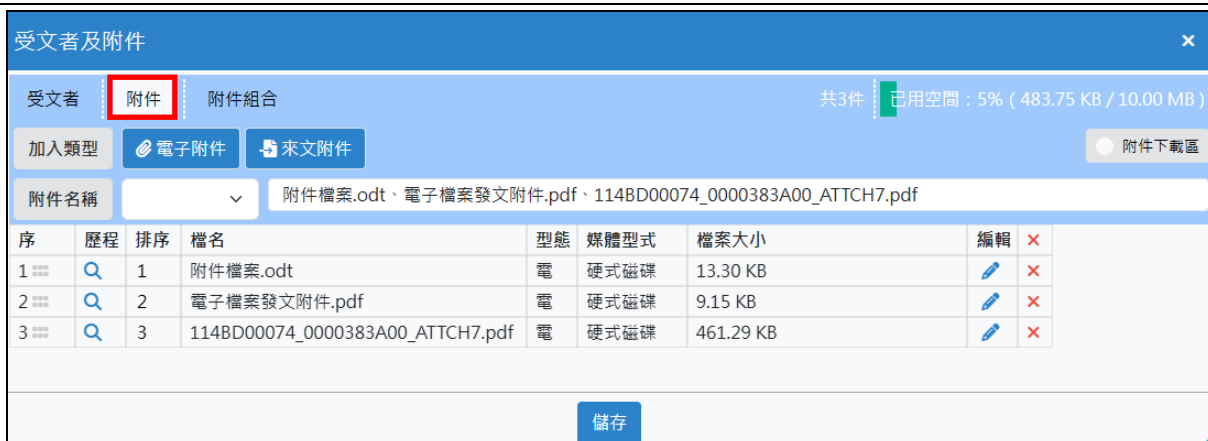 受文者及附件 ×
受文者 附件 附件組合 共3件 已用空間：5% ( 483.75 KB / 10.00 MB )
加入類型 電子附件 來文附件 附件下載區
附件名稱 附件檔案.odt、電子檔案發文附件.pdf、114BD00074_0000383A00_ATTCH7.pdf
序 歷程 排序 檔名 型態 媒體型式 檔案大小 編輯 ×
1 1 附件檔案.odt 電 硬式磁碟 13.30 KB ×
2 2 電子檔案發文附件.pdf 電 硬式磁碟 9.15 KB ×
3 3 114BD00074_0000383A00_ATTCH7.pdf 電 硬式磁碟 461.29 KB ×
儲存